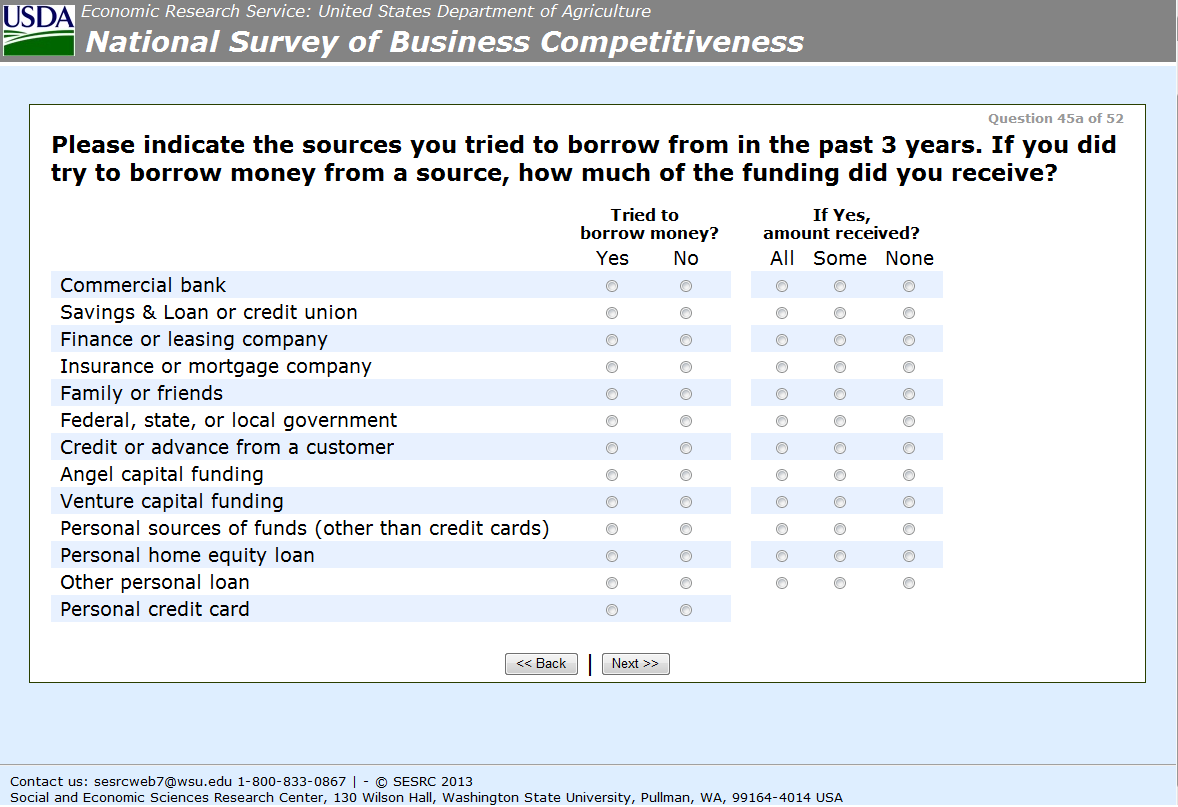 USDA
Economic Research Service: United States Department of Agriculture
National Survey of Business Competitiveness
Question 45a of 52
Please indicate the sources you tried to borrow from in the past 3 years. If you did
try to borrow money from a source, how much of the funding did you receive?
Tried to
borrow money?
If Yes,
amount received?
Yes No All Some None
Commercial bank
Savings & Loan or credit union
Finance or leasing company
Insurance or mortgage company
Family or friends
Federal, state, or local government
Credit or advance from a customer
Angel capital funding
Venture capital funding
Personal sources of funds (other than credit cards)
Personal home equity loan
Other personal loan
Personal credit card
<< Back | Next >>
Contact us: sesrcweb7@wsu.edu 1-800-833-0867 | - © SESRC 2013
Social and Economic Sciences Research Center, 130 Wilson Hall, Washington State University, Pullman, WA, 99164-4014 USA